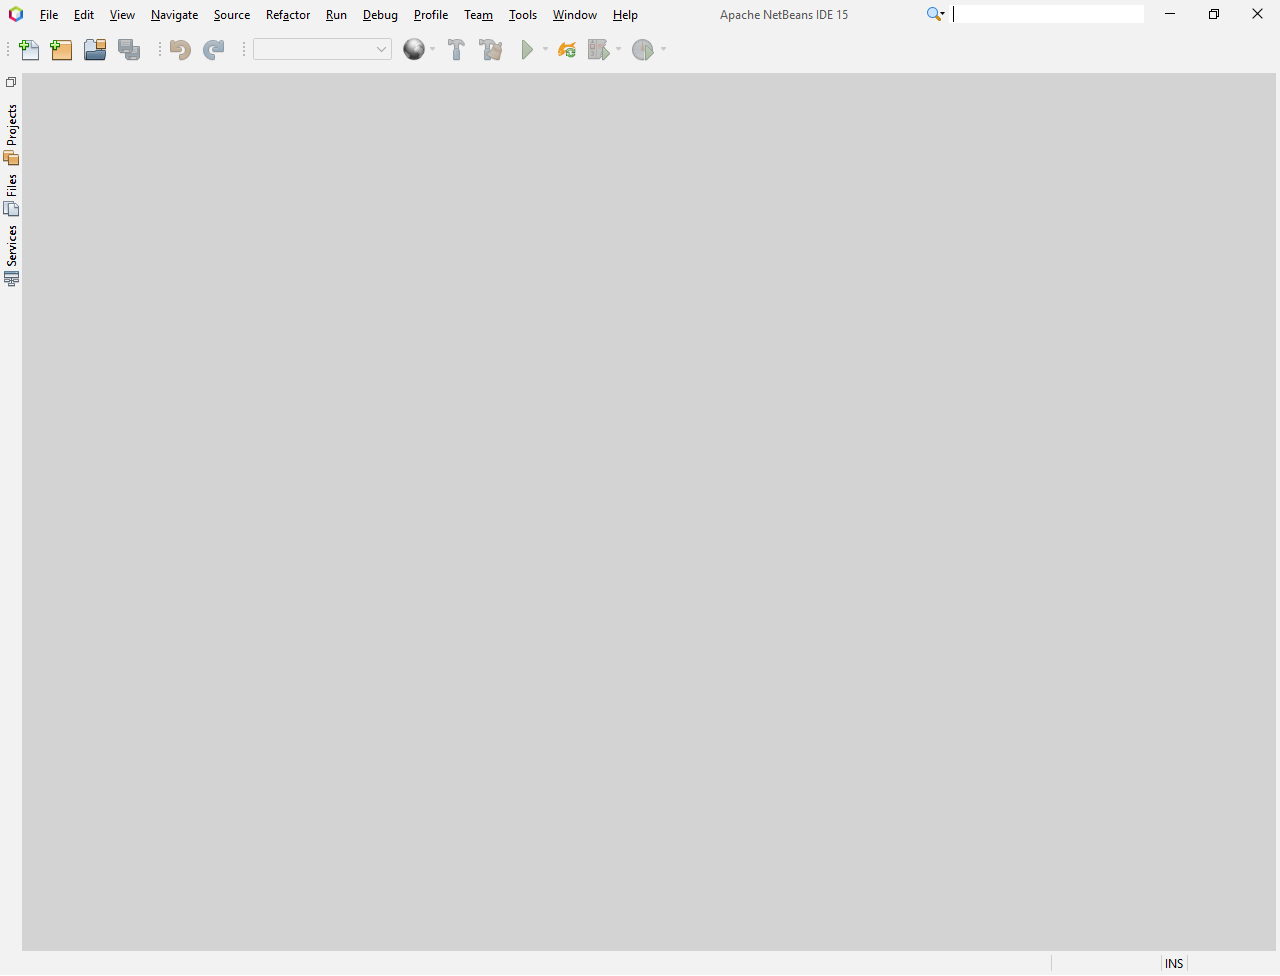 File Edit View Navigate Source Refactor Run Debug Profile Team Tools Window Help Apache NetBeans IDE 15
Projects
Files
Services
INS